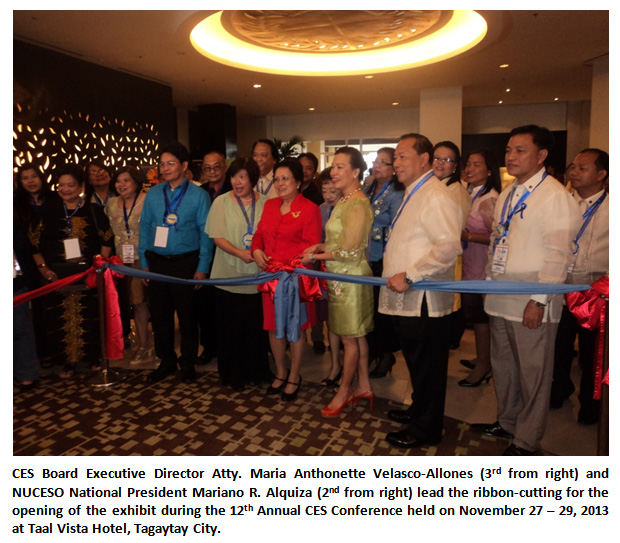 CES Board Executive Director Atty. Maria Anthonette Velasco-Allones (3rd from right) and
NUCESO National President Mariano R. Alquiza (2nd from right) lead the ribbon-cutting for the
opening of the exhibit during the 12th Annual CES Conference held on November 27 – 29, 2013
at Taal Vista Hotel, Tagaytay City.